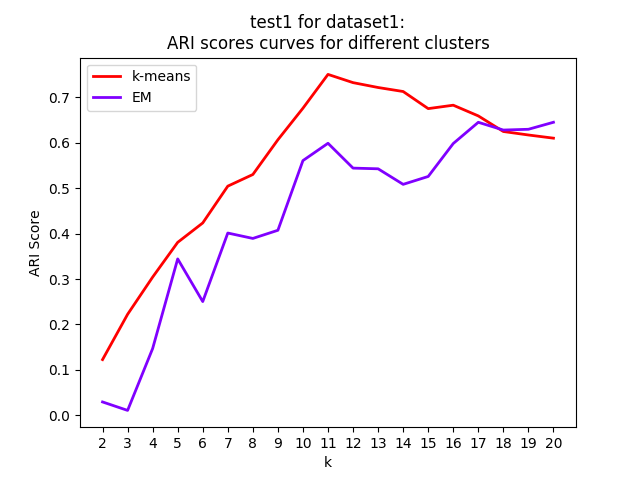 test1 for dataset1:
ARI scores curves for different clusters
k-means
EM
ARI Score
0.7
0.6
0.5
0.4
0.3
0.2
0.1
0.0
2 3 4 5 6 7 8 9 10 11 12 13 14 15 16 17 18 19 20
k